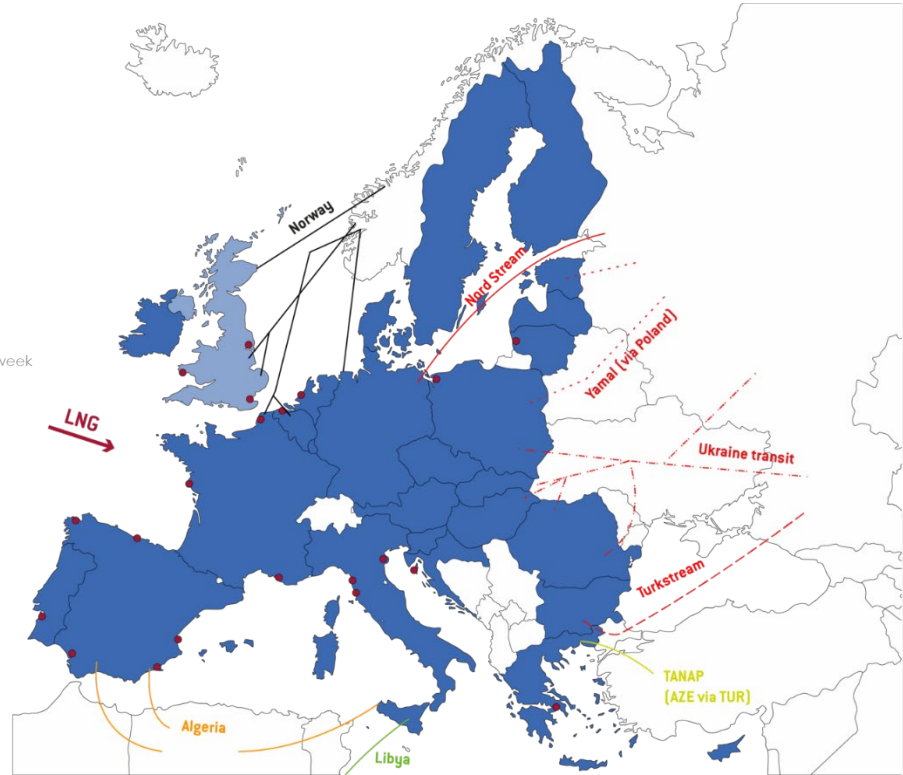 Norway
Nord Stream
Yamal (via Poland)
week
LNG
Ukraine transit
Turkstream
TANAP
(AZE via TUR)
Algeria
Libya